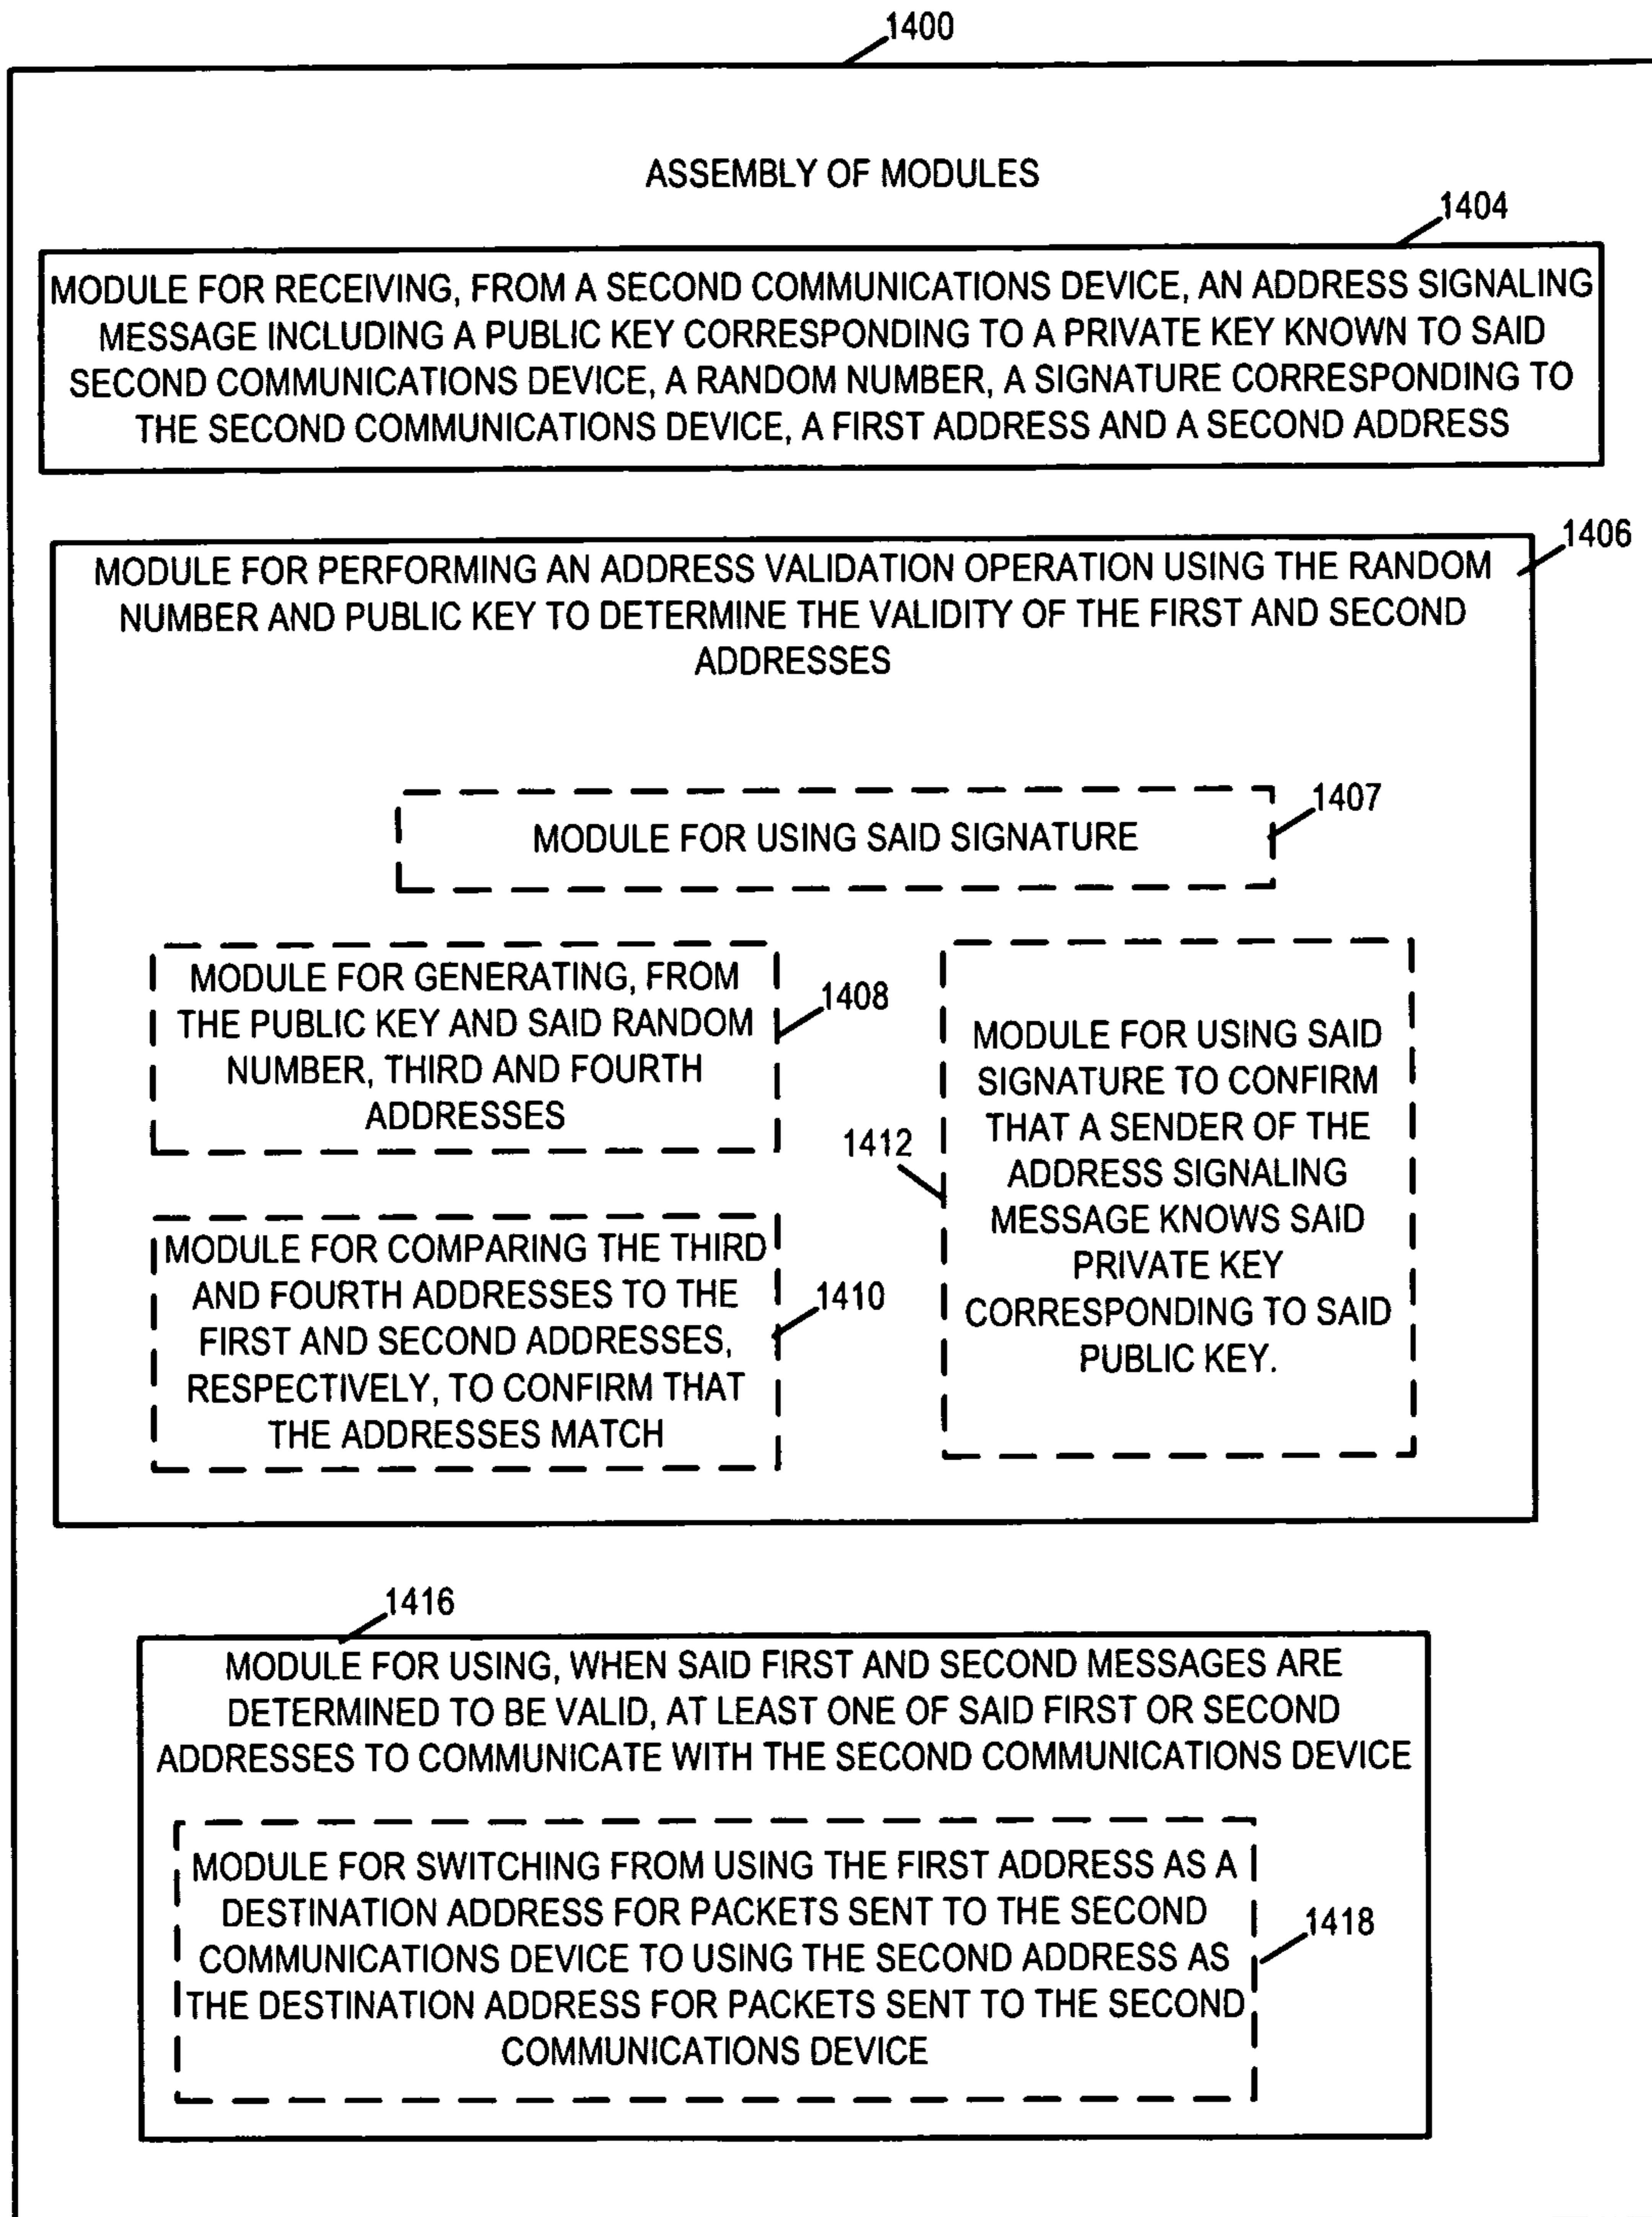 1400
ASSEMBLY OF MODULES
1404
MODULE FOR RECEIVING, FROM A SECOND COMMUNICATIONS DEVICE, AN ADDRESS SIGNALING
MESSAGE INCLUDING A PUBLIC KEY CORRESPONDING TO A PRIVATE KEY KNOWN TO SAID
SECOND COMMUNICATIONS DEVICE, A RANDOM NUMBER, A SIGNATURE CORRESPONDING TO
THE SECOND COMMUNICATIONS DEVICE, A FIRST ADDRESS AND A SECOND ADDRESS
1406
MODULE FOR PERFORMING AN ADDRESS VALIDATION OPERATION USING THE RANDOM
NUMBER AND PUBLIC KEY TO DETERMINE THE VALIDITY OF THE FIRST AND SECOND
ADDRESSES
1407
MODULE FOR USING SAID SIGNATURE
MODULE FOR GENERATING, FROM
THE PUBLIC KEY AND SAID RANDOM
NUMBER, THIRD AND FOURTH
ADDRESSES
1408
MODULE FOR COMPARING THE THIRD
AND FOURTH ADDRESSES TO THE
FIRST AND SECOND ADDRESSES,
RESPECTIVELY, TO CONFIRM THAT
THE ADDRESSES MATCH
1410
1412
MODULE FOR USING SAID
SIGNATURE TO CONFIRM
THAT A SENDER OF THE
ADDRESS SIGNALING
MESSAGE KNOWS SAID
PRIVATE KEY
CORRESPONDING TO SAID
PUBLIC KEY.
1416
MODULE FOR USING, WHEN SAID FIRST AND SECOND MESSAGES ARE
DETERMINED TO BE VALID, AT LEAST ONE OF SAID FIRST OR SECOND
ADDRESSES TO COMMUNICATE WITH THE SECOND COMMUNICATIONS DEVICE
MODULE FOR SWITCHING FROM USING THE FIRST ADDRESS AS A
DESTINATION ADDRESS FOR PACKETS SENT TO THE SECOND
COMMUNICATIONS DEVICE TO USING THE SECOND ADDRESS AS
THE DESTINATION ADDRESS FOR PACKETS SENT TO THE SECOND
COMMUNICATIONS DEVICE
1418